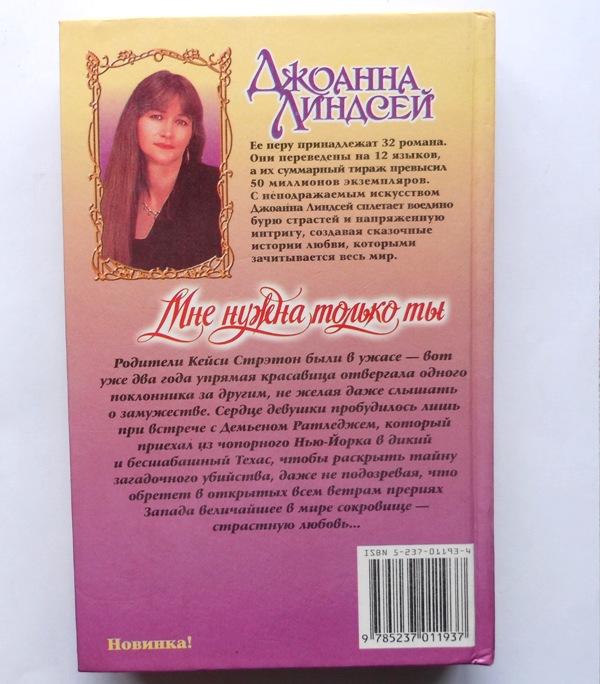 Джоанна
Линдсей
Ее перу принадлежат 32 романа.
Они переведены на 12 языков,
а их суммарный тираж превысил
50 миллионов экземпляров.
С неподражаемым искусством
Джоанна Линдсей сплетает воедино
бурю страстей и напряженную
интригу, создавая сказочные
истории любви, которыми
зачитывается весь мир.
Мне нужна только ты
Родители Кейси Стрэтон были в ужасе — вот
уже два года упрямая красавица отвергала одного
поклонника за другим, не желая даже слышать
о замужестве. Сердце девушки пробудилось лишь
при встрече с Демьеном Ратледжем, который
приехал из чопорного Нью-Йорка в дикий
и бесшабашный Техас, чтобы раскрыть тайну
загадочного убийства, даже не подозревая, что
обретет в открытых всем ветрам прериях
Запада величайшее в мире сокровище —
страстную любовь...
ISBN 5-237-01193-4
9 785237 011937
Новинка!